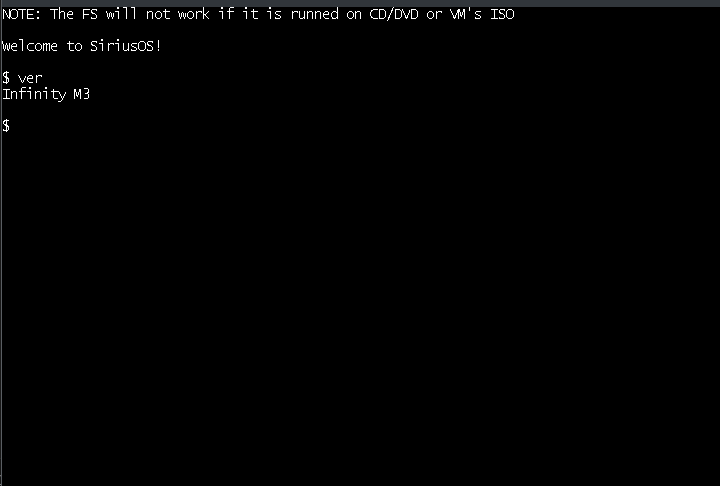 NOTE: The FS will not work if it is runned on CD/DVD or VM's ISO
welcome to SiriusOS!
$ ver
Infinity M3
$